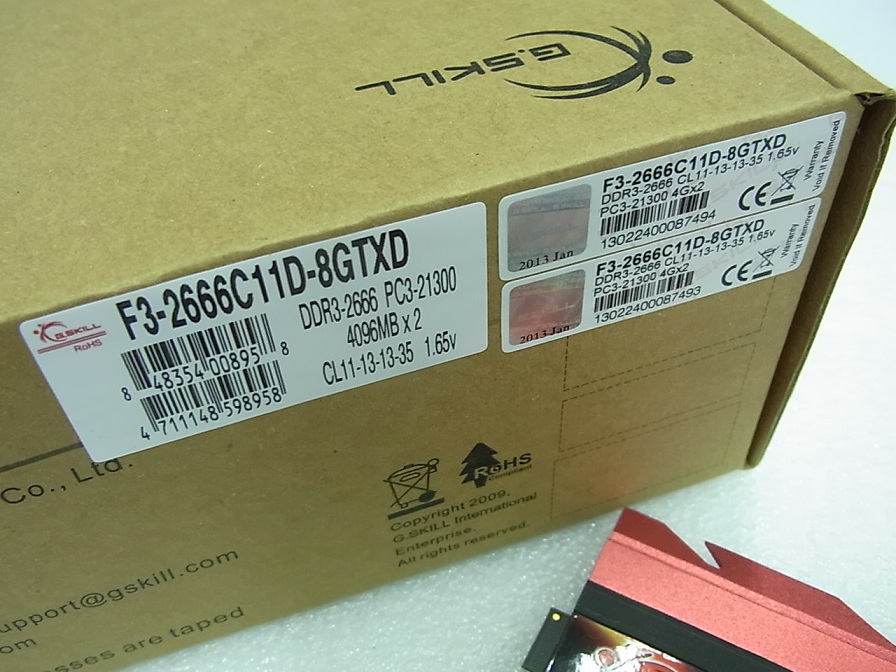 G.SKILL
F3-2666C11D-8GTXD
DDR3-2666 CL11-13-13-35 1.65v
PC3-21300 4Gx2
13022400087494
2013 Jan
CE
Warranty
Void if Removed
F3-2666C11D-8GTXD
DDR3-2666 CL11-13-13-35 1.65v
PC3-21300 4Gx2
13022400087493
2013 Jan
CE
Warranty
Void if Removed
G.SKILL
RoHS
F3-2666C11D-8GTXD
DDR3-2666 PC3-21300
4096MB x 2
CL11-13-13-35 1.65V
8 48354 00895 8
4 711148 598958
Co., Ltd.
RoHS
Compliant
Copyright 2009.
G.SKILL International
Enterprise.
All rights reserved.
upport@gskill.com
om
sses are taped